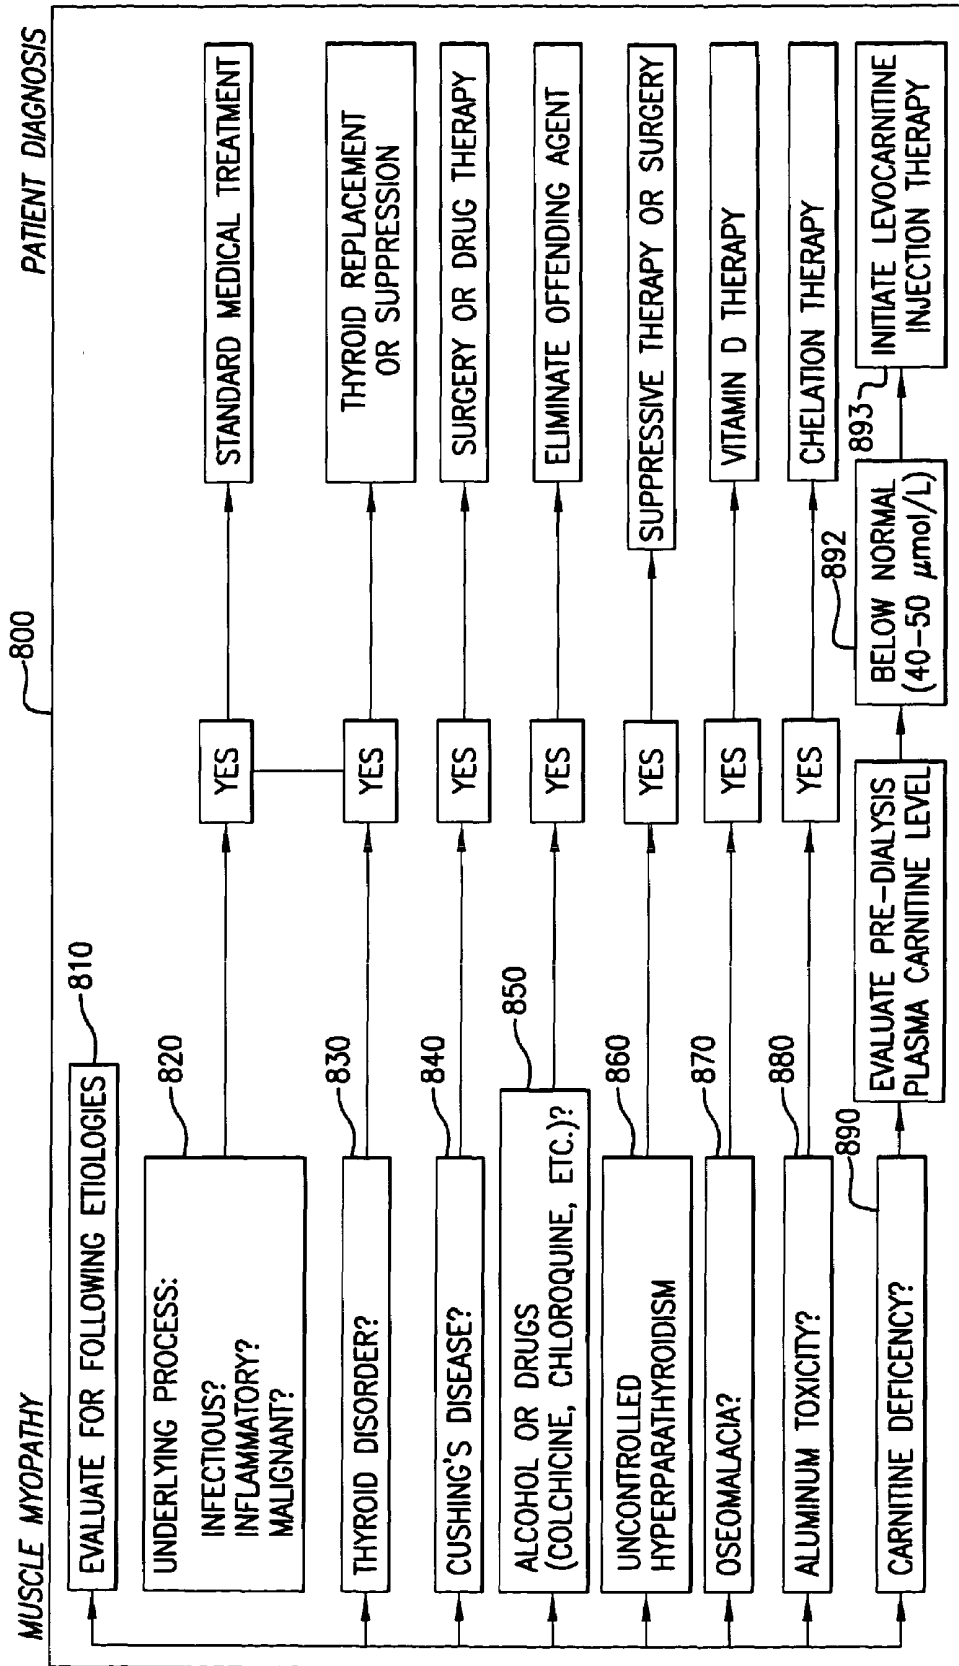 MUSCLE MYOPATHY
PATIENT DIAGNOSIS
800
EVALUATE FOR FOLLOWING ETIOLOGIES
810
UNDERLYING PROCESS:
INFECTIOUS?
INFLAMMATORY?
MALIGNANT?
820
YES
STANDARD MEDICAL TREATMENT
THYROID DISORDER?
830
YES
THYROID REPLACEMENT
OR SUPPRESSION
CUSHING'S DISEASE?
840
YES
SURGERY OR DRUG THERAPY
ALCOHOL OR DRUGS
(COLCHICINE, CHLOROQUINE, ETC.)?
850
YES
ELIMINATE OFFENDING AGENT
UNCONTROLLED
HYPERPARATHYROIDISM
860
YES
SUPPRESSIVE THERAPY OR SURGERY
OSEOMALACIA?
870
YES
VITAMIN D THERAPY
ALUMINUM TOXICITY?
880
YES
CHELATION THERAPY
CARNITINE DEFICENCY?
890
EVALUATE PRE-DIALYSIS
PLASMA CARNITINE LEVEL
BELOW NORMAL
(40-50 μmol/L)
892
INITIATE LEVOCARNITINE
INJECTION THERAPY
893